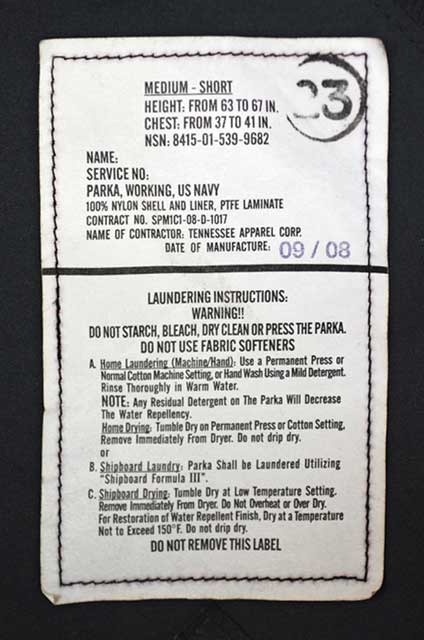 MEDIUM - SHORT
23
HEIGHT: FROM 63 TO 67 IN.
CHEST: FROM 37 TO 41 IN.
NSN: 8415-01-539-9682
NAME:
SERVICE NO:
PARKA, WORKING, US NAVY
100% NYLON SHELL AND LINER, PTFE LAMINATE
CONTRACT NO. SPM1C1-08-D-1017
NAME OF CONTRACTOR: TENNESSEE APPAREL CORP.
DATE OF MANUFACTURE: 09 / 08
LAUNDERING INSTRUCTIONS:
WARNING!!
DO NOT STARCH, BLEACH, DRY CLEAN OR PRESS THE PARKA.
DO NOT USE FABRIC SOFTENERS
A. Home Laundering (Machine/Hand): Use a Permanent Press or
Normal Cotton Machine Setting, or Hand Wash Using a Mild Detergent.
Rinse Thoroughly in Warm Water.
NOTE: Any Residual Detergent on The Parka Will Decrease
The Water Repellency.
Home Drying: Tumble Dry on Permanent Press or Cotton Setting,
Remove Immediately From Dryer. Do not drip dry.
or
B. Shipboard Laundry: Parka Shall be Laundered Utilizing
"Shipboard Formula III".
C. Shipboard Drying: Tumble Dry at Low Temperature Setting.
Remove Immediately From Dryer. Do Not Overheat or Over Dry.
For Restoration of Water Repellent Finish, Dry at a Temperature
Not to Exceed 150°F. Do not drip dry.
DO NOT REMOVE THIS LABEL